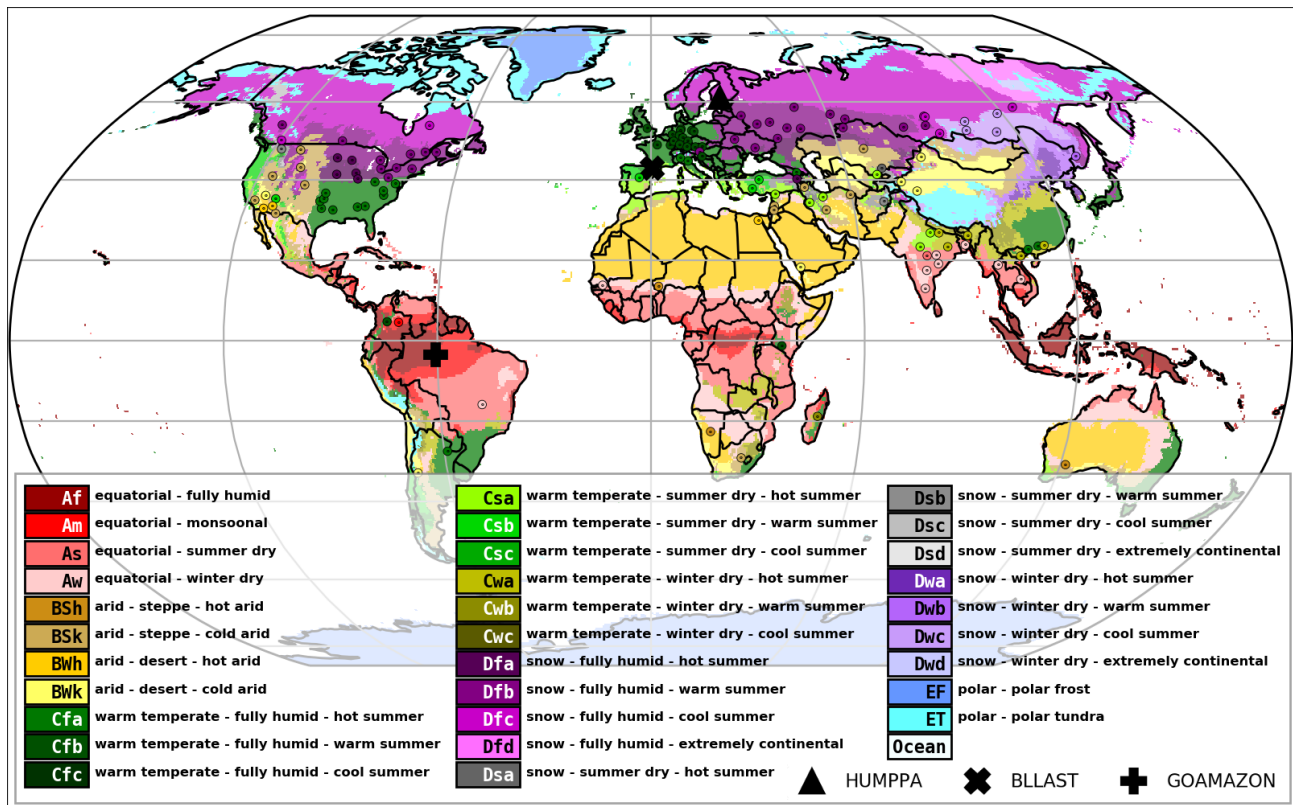 Af equatorial - fully humid
Am equatorial - monsoonal
As equatorial - summer dry
Aw equatorial - winter dry
BSh arid - steppe - hot arid
BSk arid - steppe - cold arid
BWh arid - desert - hot arid
BWk arid - desert - cold arid
Cfa warm temperate - fully humid - hot summer
Cfb warm temperate - fully humid - warm summer
Cfc warm temperate - fully humid - cool summer
Csa warm temperate - summer dry - hot summer
Csb warm temperate - summer dry - warm summer
Csc warm temperate - summer dry - cool summer
Cwa warm temperate - winter dry - hot summer
Cwb warm temperate - winter dry - warm summer
Cwc warm temperate - winter dry - cool summer
Dfa snow - fully humid - hot summer
Dfb snow - fully humid - warm summer
Dfc snow - fully humid - cool summer
Dfd snow - fully humid - extremely continental
Dsa snow - summer dry - hot summer
Dsb snow - summer dry - warm summer
Dsc snow - summer dry - cool summer
Dsd snow - summer dry - extremely continental
Dwa snow - winter dry - hot summer
Dwb snow - winter dry - warm summer
Dwc snow - winter dry - cool summer
Dwd snow - winter dry - extremely continental
EF polar - polar frost
ET polar - polar tundra
Ocean
HUMPPA BLLAST GOAMAZON